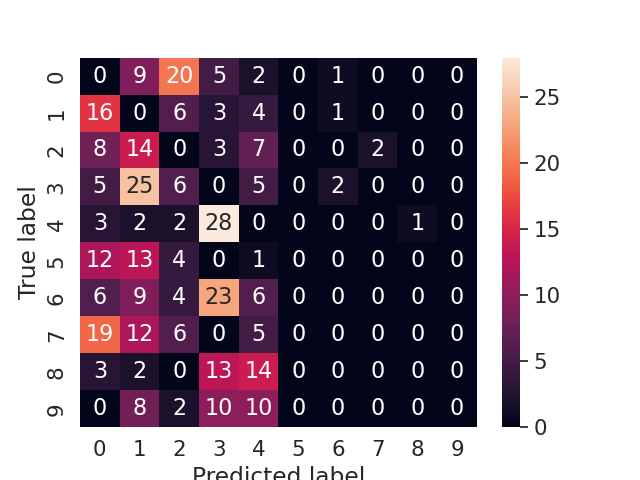 0 0 9 20 5 2 0 1 0 0 0
1 16 0 6 3 4 0 1 0 0 0
2 8 14 0 3 7 0 0 2 0 0
3 5 25 6 0 5 0 2 0 0 0
4 3 2 2 28 0 0 0 0 1 0
5 12 13 4 0 1 0 0 0 0 0
6 6 9 4 23 6 0 0 0 0 0
7 19 12 6 0 5 0 0 0 0 0
8 3 2 0 13 14 0 0 0 0 0
9 0 8 2 10 10 0 0 0 0 0
0 1 2 3 4 5 6 7 8 9
Predicted label
True label
25
20
15
10
5
0